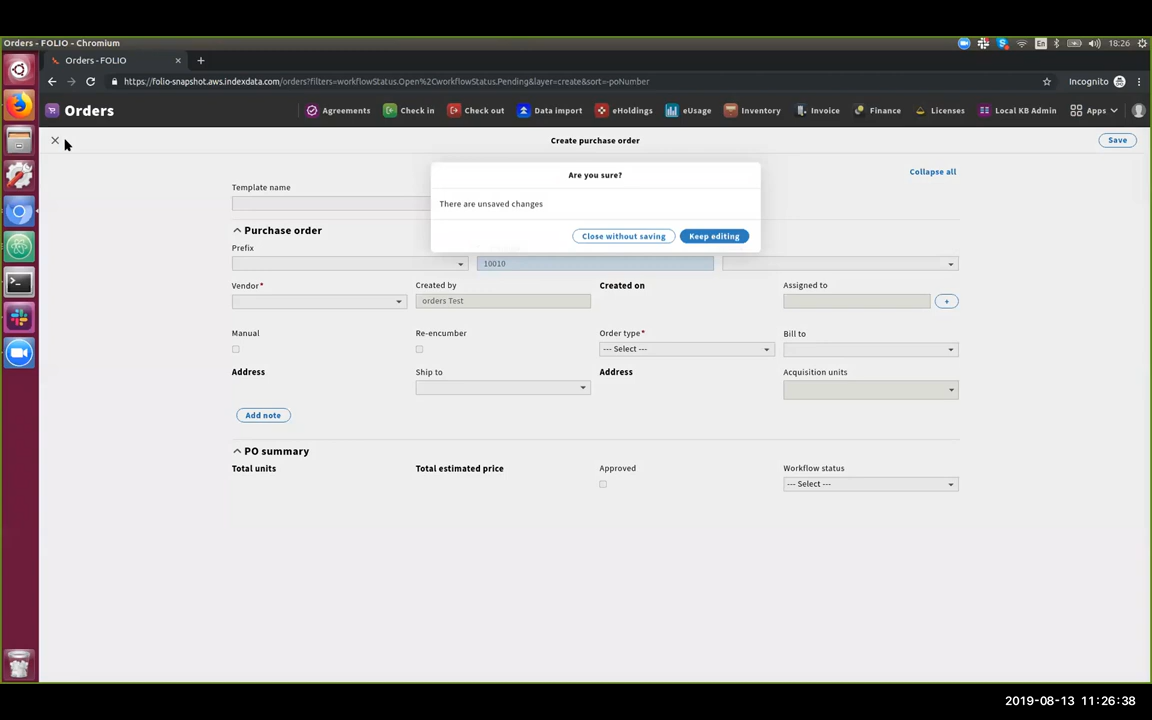 Orders - FOLIO - Chromium
En
18:26
Orders - FOLIO
https://folio-snapshot.aws.indexdata.com/orders?filters=workflowStatus.Open%2CworkflowStatus.Pending&layer=create&sort=-poNumber
Incognito
Orders
Agreements
Check in
Check out
Data import
eHoldings
eUsage
Inventory
Invoice
Finance
Licenses
Local KB Admin
Apps
Create purchase order
Save
Collapse all
Are you sure?
There are unsaved changes
Close without saving
Keep editing
Template name
Purchase order
Prefix
10010
Vendor*
Created by
orders Test
Created on
Assigned to
+
Manual
Re-encumber
Order type*
--- Select ---
Bill to
Address
Ship to
Address
Acquisition units
Add note
PO summary
Total units
Total estimated price
Approved
Workflow status
--- Select ---
2019-08-13 11:26:38